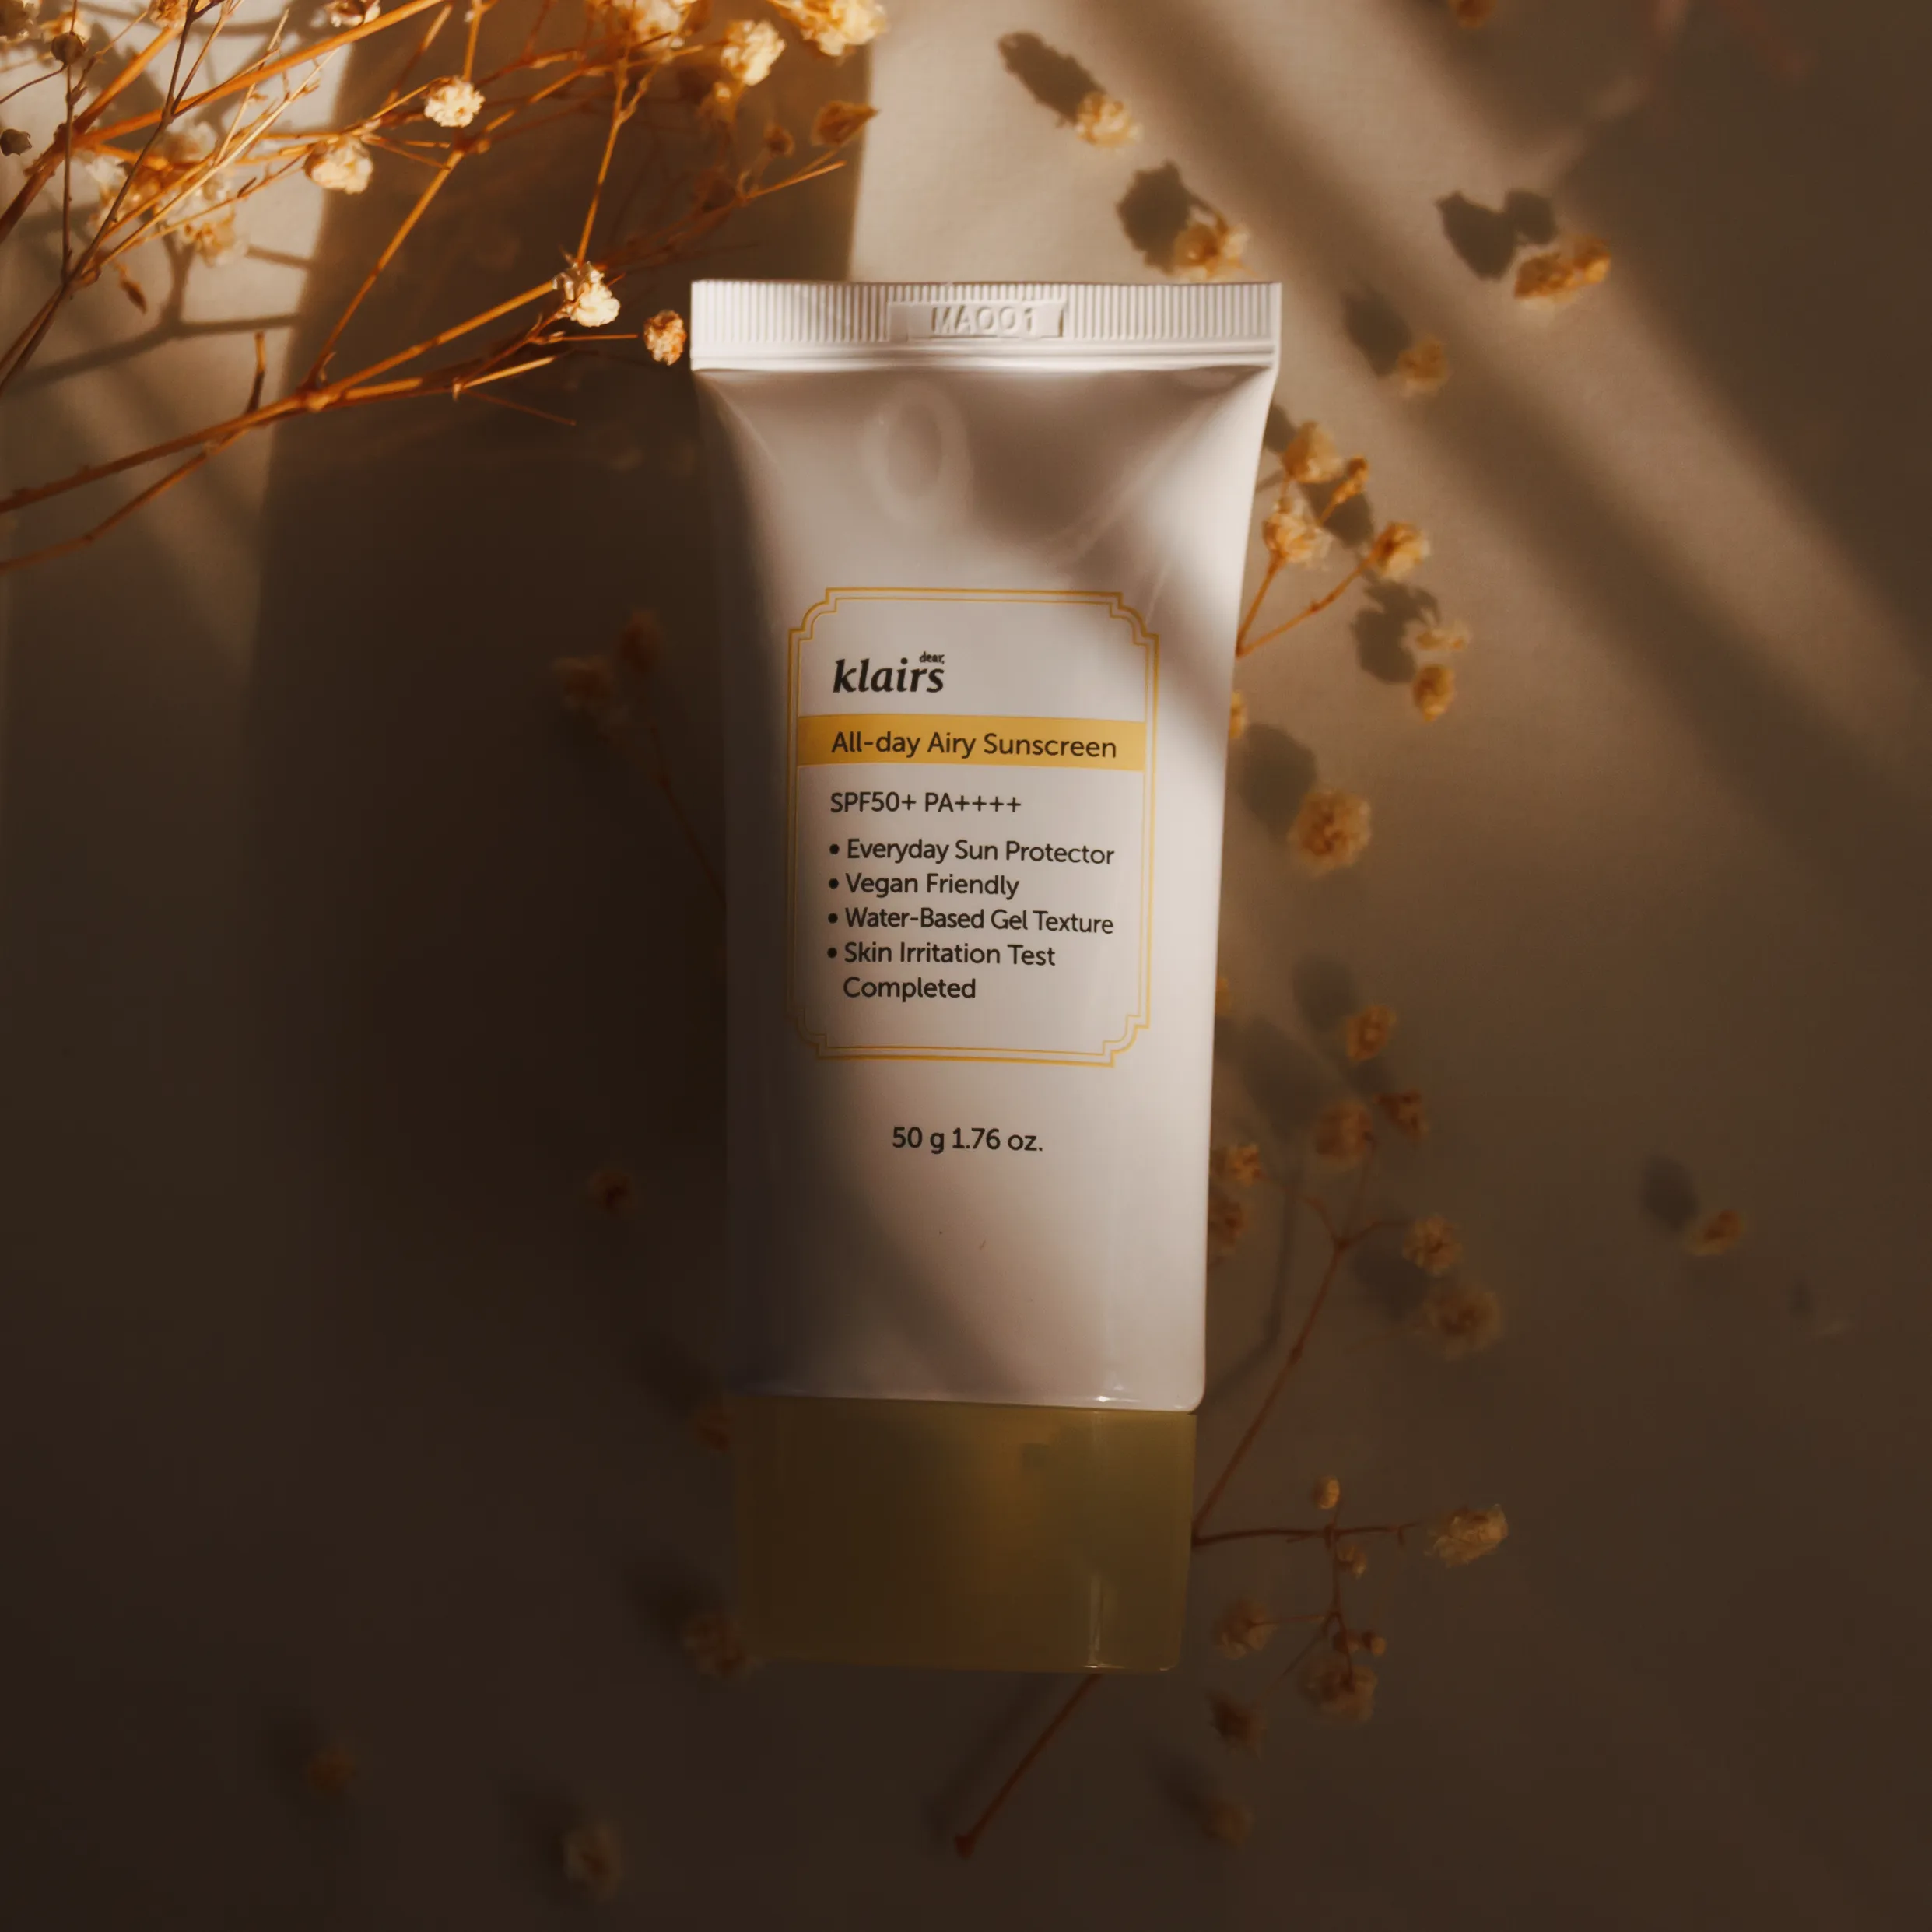 MA001
dear,
klairs
All-day Airy Sunscreen
SPF50+ PA++++
• Everyday Sun Protector
• Vegan Friendly
• Water-Based Gel Texture
• Skin Irritation Test
Completed
50 g 1.76 oz.